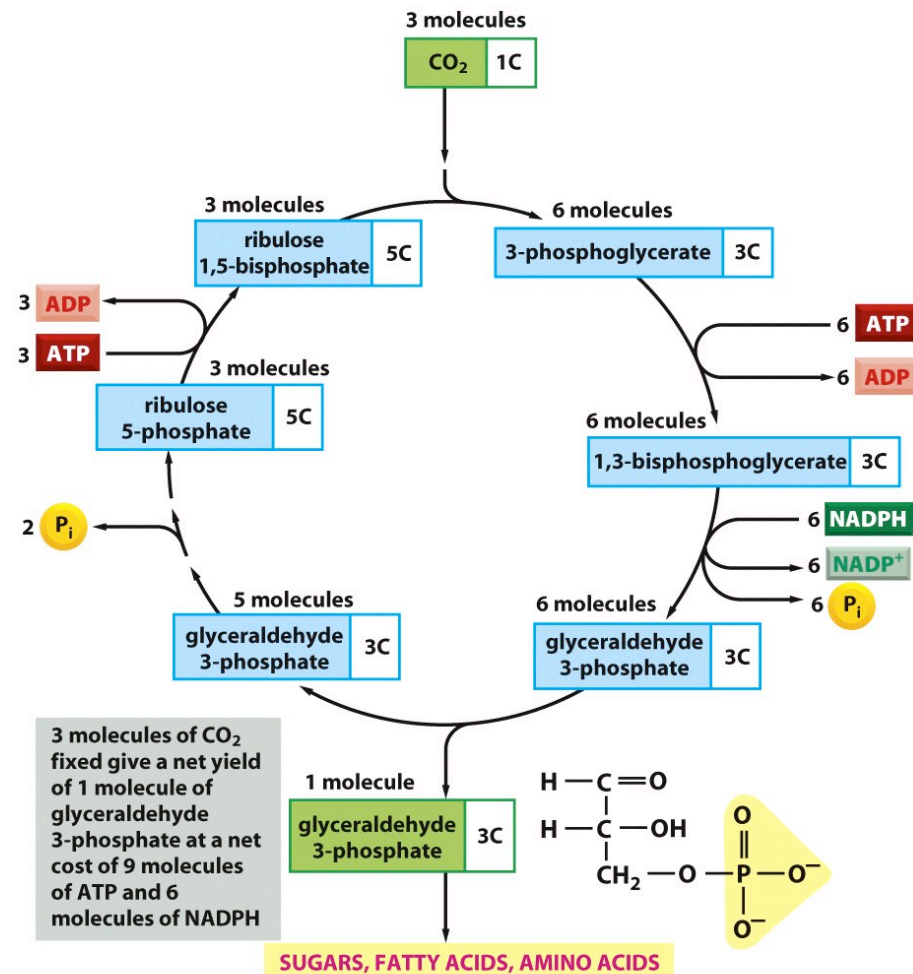 3 molecules
CO₂ 1C
3 molecules
ribulose
1,5-bisphosphate
5C
6 molecules
3-phosphoglycerate 3C
3 ADP
3 ATP
6 ATP
6 ADP
3 molecules
ribulose
5-phosphate
5C
6 molecules
1,3-bisphosphoglycerate 3C
2 Pᵢ
6 NADPH
6 NADP⁺
6 Pᵢ
5 molecules
glyceraldehyde
3-phosphate
3C
6 molecules
glyceraldehyde
3-phosphate
3C
3 molecules of CO₂
fixed give a net yield
of 1 molecule of
glyceraldehyde
3-phosphate at a net
cost of 9 molecules
of ATP and 6
molecules of NADPH
1 molecule
glyceraldehyde
3-phosphate
3C
H — C = O
H — C — OH
CH₂ — O — P — O⁻
O
O⁻
SUGARS, FATTY ACIDS, AMINO ACIDS